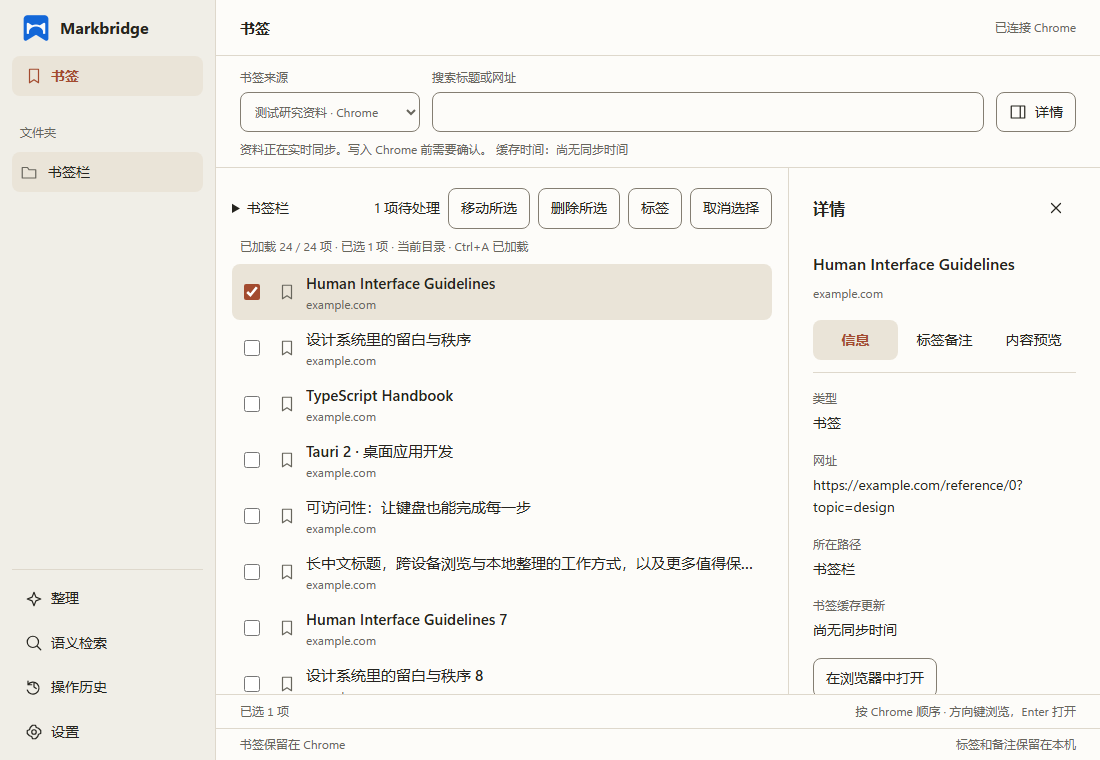 Markbridge
书签
文件夹
书签栏
整理
语义检索
操作历史
设置
书签
已连接 Chrome
书签来源
搜索标题或网址
测试研究资料 · Chrome
详情
资料正在实时同步。写入 Chrome 前需要确认。 缓存时间：尚无同步时间
书签栏
1 项待处理
移动所选
删除所选
标签
取消选择
已加载 24 / 24 项 · 已选 1 项 · 当前目录 · Ctrl+A 已加载
Human Interface Guidelines
example.com
设计系统里的留白与秩序
example.com
TypeScript Handbook
example.com
Tauri 2 · 桌面应用开发
example.com
可访问性：让键盘也能完成每一步
example.com
长中文标题，跨设备浏览与本地整理的工作方式，以及更多值得保...
example.com
Human Interface Guidelines 7
example.com
设计系统里的留白与秩序 8
详情
Human Interface Guidelines
example.com
信息
标签备注
内容预览
类型
书签
网址
https://example.com/reference/0?
topic=design
所在路径
书签栏
书签缓存更新
尚无同步时间
在浏览器中打开
已选 1 项
按 Chrome 顺序 · 方向键浏览，Enter 打开
书签保留在 Chrome
标签和备注保留在本机